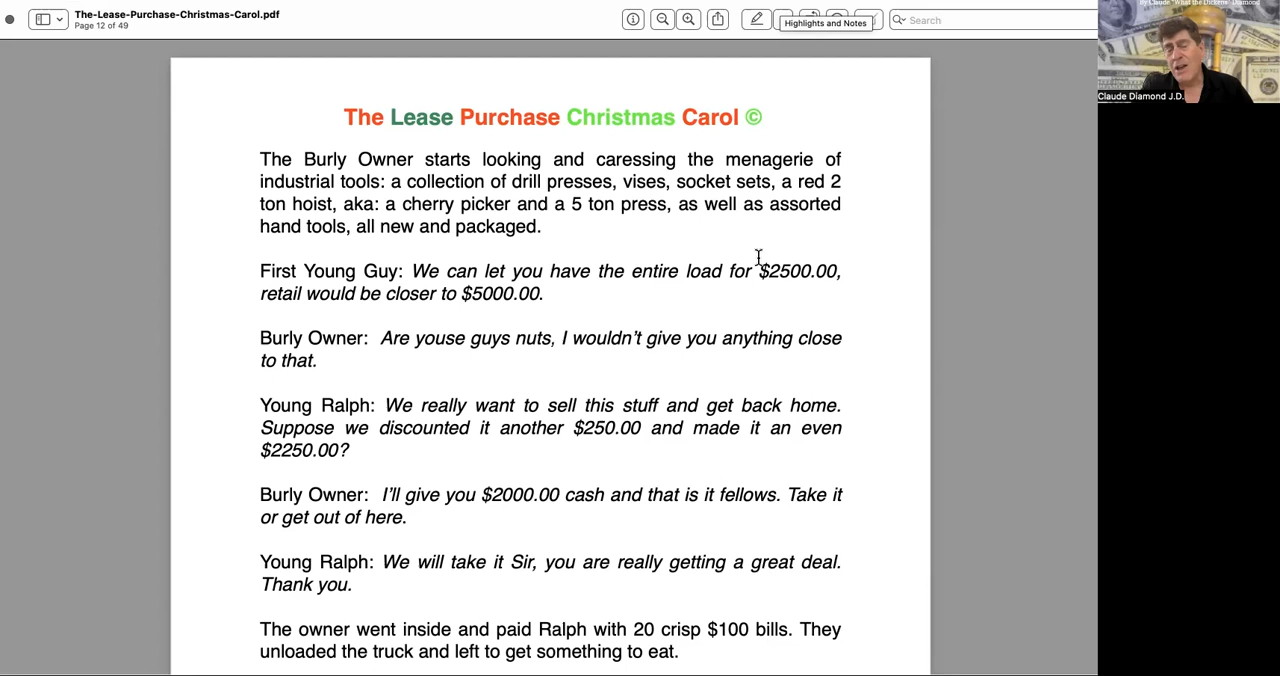 The-Lease-Purchase-Christmas-Carol.pdf
Page 12 of 49
Highlights and Notes
Search
By Claude "What the Dickens" Diamond
Claude Diamond J.D.
The Lease Purchase Christmas Carol ©
The Burly Owner starts looking and caressing the menagerie of
industrial tools: a collection of drill presses, vises, socket sets, a red 2
ton hoist, aka: a cherry picker and a 5 ton press, as well as assorted
hand tools, all new and packaged.
First Young Guy: We can let you have the entire load for $2500.00,
retail would be closer to $5000.00.
Burly Owner: Are youse guys nuts, I wouldn’t give you anything close
to that.
Young Ralph: We really want to sell this stuff and get back home.
Suppose we discounted it another $250.00 and made it an even
$2250.00?
Burly Owner: I’ll give you $2000.00 cash and that is it fellows. Take it
or get out of here.
Young Ralph: We will take it Sir, you are really getting a great deal.
Thank you.
The owner went inside and paid Ralph with 20 crisp $100 bills. They
unloaded the truck and left to get something to eat.